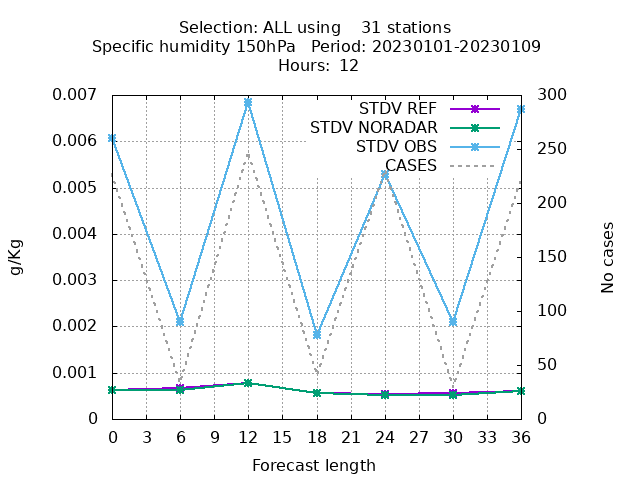 Selection: ALL using    31 stations
Specific humidity 150hPa   Period: 20230101-20230109
Hours:  12
0.007
0.006
0.005
0.004
0.003
0.002
0.001
0
g/Kg
STDV REF
STDV NORADAR
STDV OBS
CASES
300
250
200
150
100
50
0
No cases
0 3 6 9 12 15 18 21 24 27 30 33 36
Forecast length